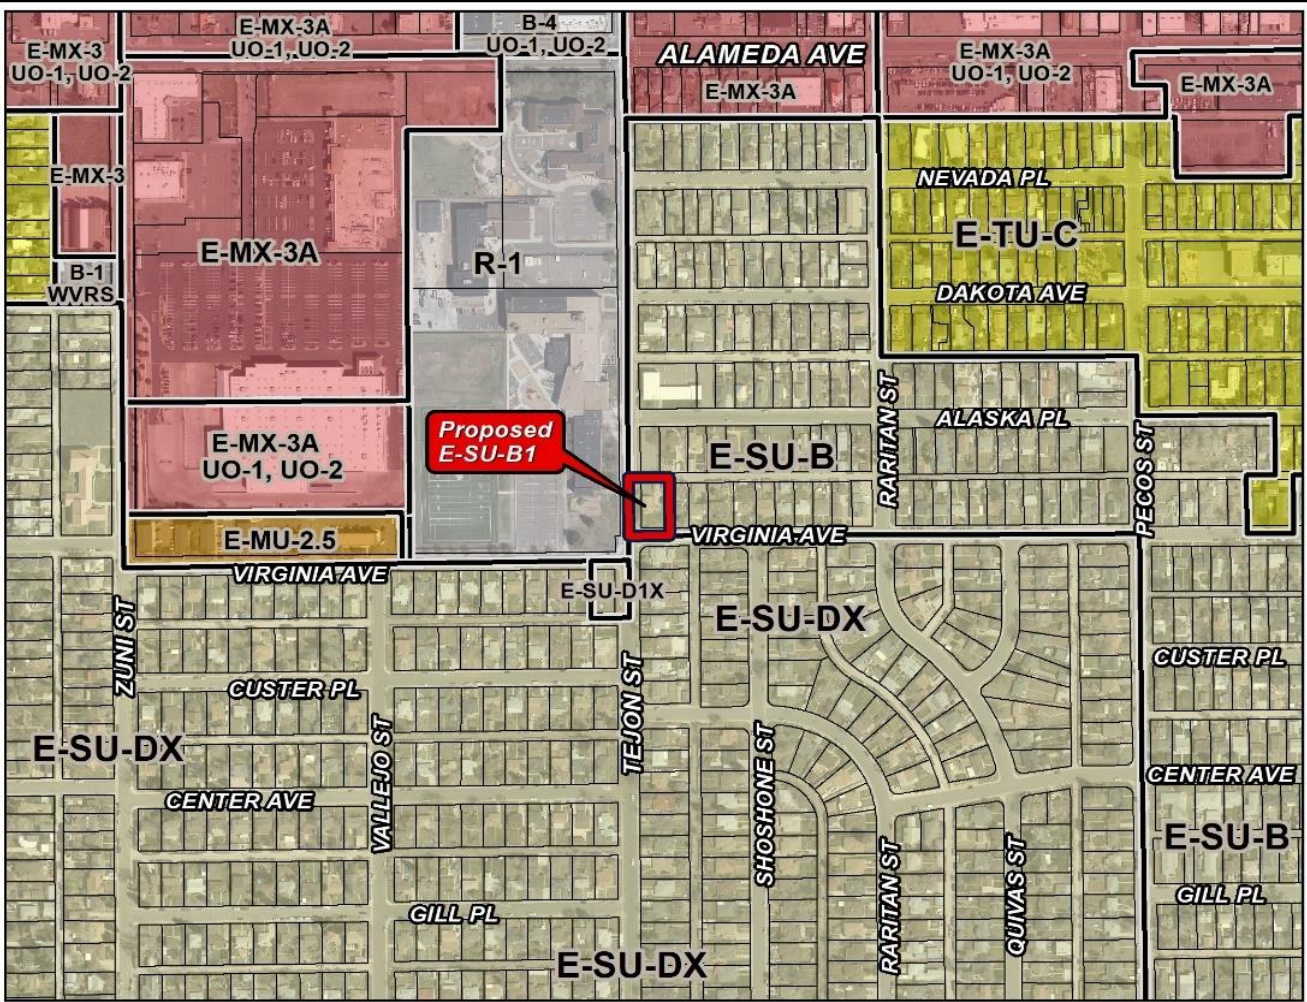 E-MX-3
UO-1, UO-2
E-MX-3A
UO-1, UO-2
B-4
UO-1, UO-2
ALAMEDA AVE
E-MX-3A
E-MX-3A
UO-1, UO-2
E-MX-3A
E-MX-3
B-1
WVRS
E-MX-3A
R-1
NEVADA PL
E-TU-C
DAKOTA AVE
E-MX-3A
UO-1, UO-2
Proposed
E-SU-B1
E-SU-B
RARITAN ST
ALASKA PL
PECOS ST
E-MU-2.5
VIRGINIA AVE
VIRGINIA AVE
E-SU-D1X
E-SU-DX
ZUNI ST
CUSTER PL
TEJON ST
CUSTER PL
E-SU-DX
VALLEJO ST
CENTER AVE
SHOSHONE ST
CENTER AVE
E-SU-B
RARITAN ST
QUIVAS ST
GILL PL
GILL PL
E-SU-DX